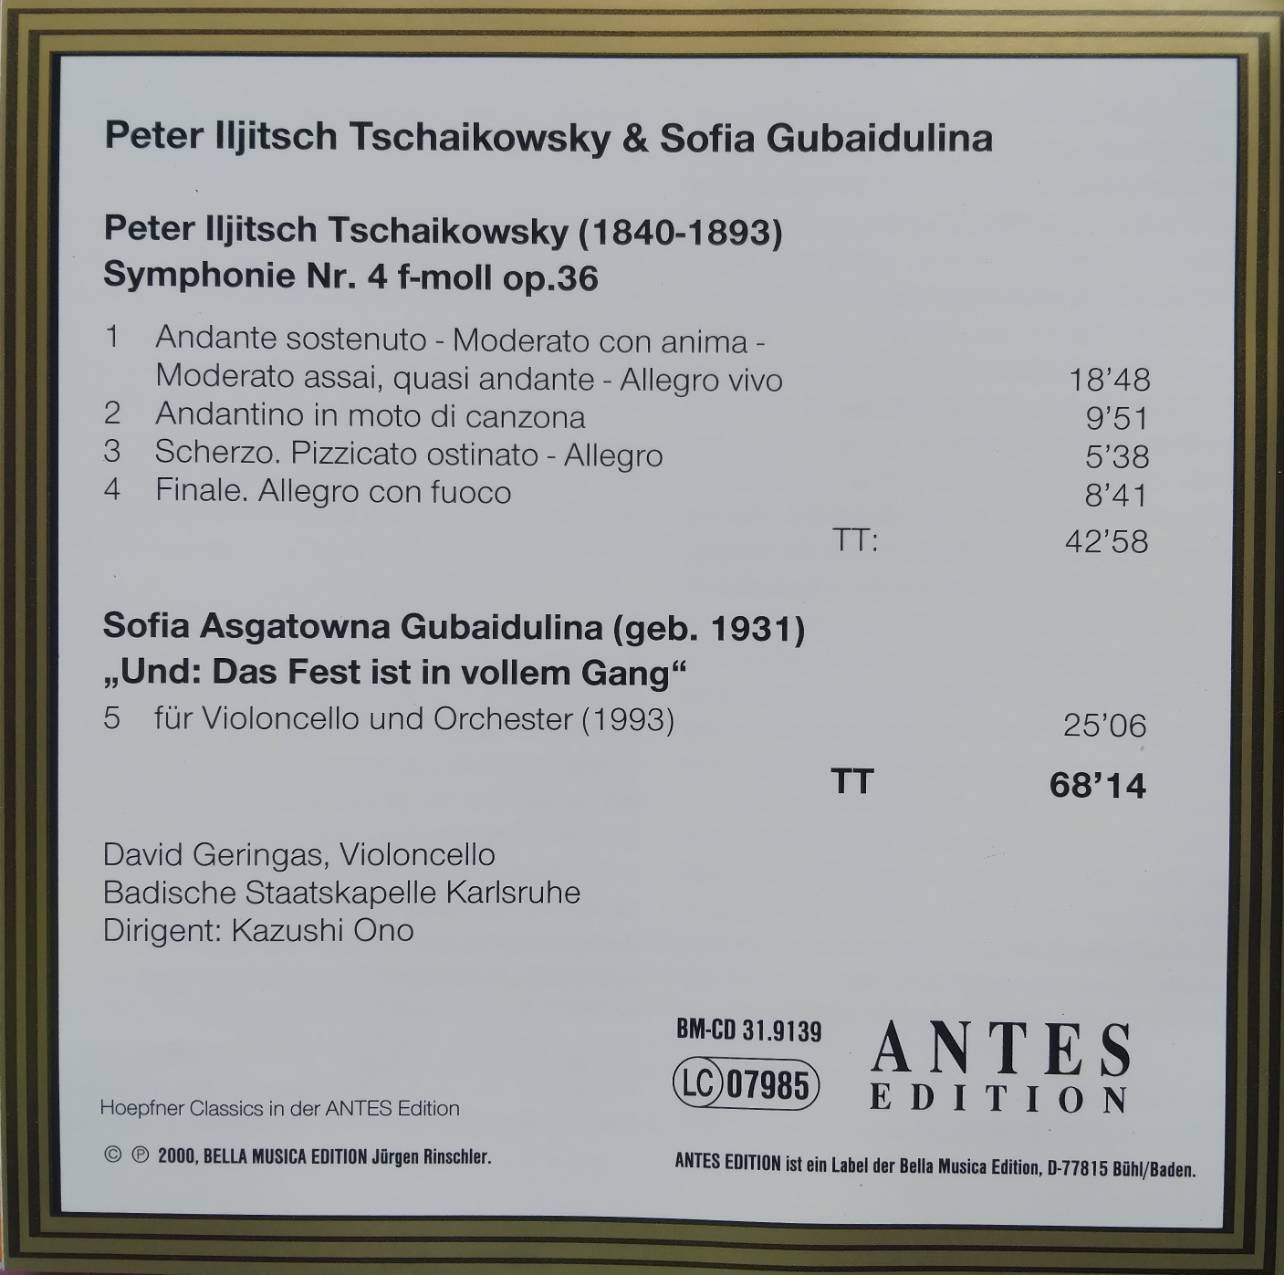 Peter Iljitsch Tschaikowsky & Sofia Gubaidulina
Peter Iljitsch Tschaikowsky (1840-1893)
Symphonie Nr. 4 f-moll op.36
1 Andante sostenuto - Moderato con anima -
Moderato assai, quasi andante - Allegro vivo 18'48
2 Andantino in moto di canzona 9'51
3 Scherzo. Pizzicato ostinato - Allegro 5'38
4 Finale. Allegro con fuoco 8'41
TT: 42'58
Sofia Asgatowna Gubaidulina (geb. 1931)
„Und: Das Fest ist in vollem Gang“
5 für Violoncello und Orchester (1993) 25'06
TT 68'14
David Geringas, Violoncello
Badische Staatskapelle Karlsruhe
Dirigent: Kazushi Ono
BM-CD 31.9139
LC 07985
ANTES
EDITION
Hoepfner Classics in der ANTES Edition
© ℗ 2000, BELLA MUSICA EDITION Jürgen Rinschler.
ANTES EDITION ist ein Label der Bella Musica Edition, D-77815 Bühl/Baden.